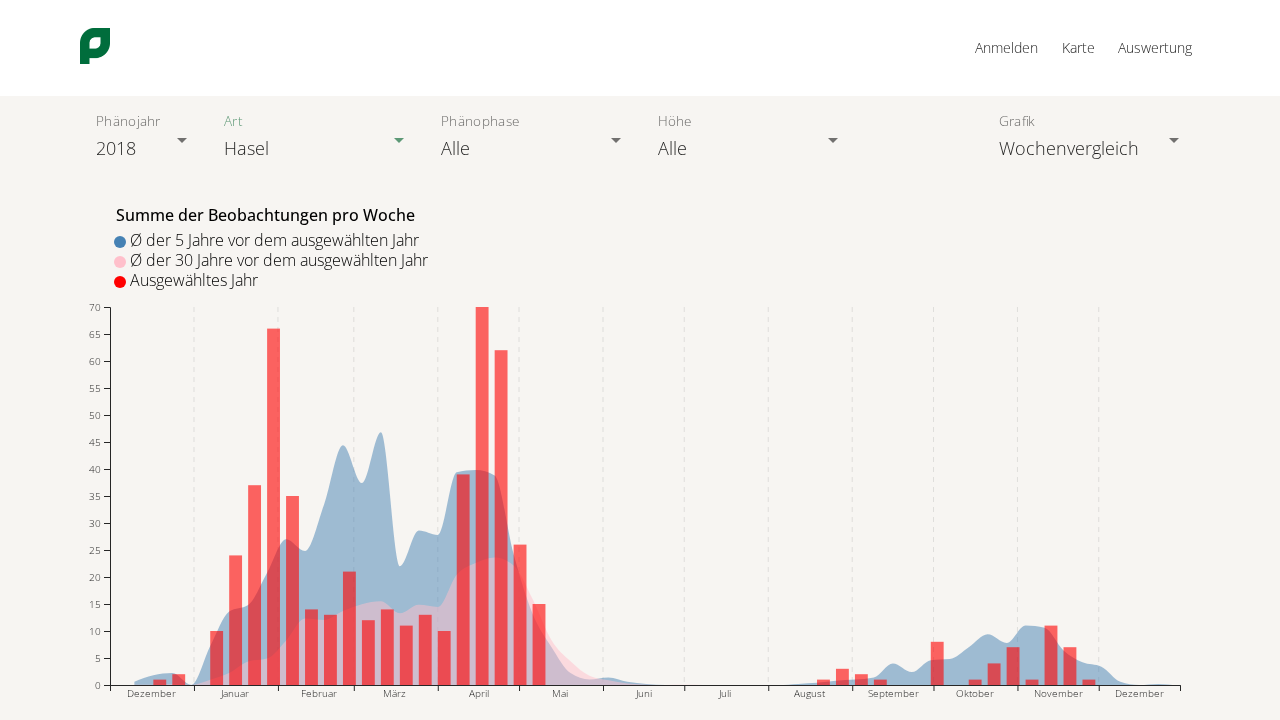 Anmelden Karte Auswertung
Phänojahr Art Phänophase Höhe Grafik
2018 Hasel Alle Alle Wochenvergleich
Summe der Beobachtungen pro Woche
Ø der 5 Jahre vor dem ausgewählten Jahr
Ø der 30 Jahre vor dem ausgewählten Jahr
Ausgewähltes Jahr
70
65
60
55
50
45
40
35
30
25
20
15
10
5
0
Dezember Januar Februar März April Mai Juni Juli August September Oktober November Dezember